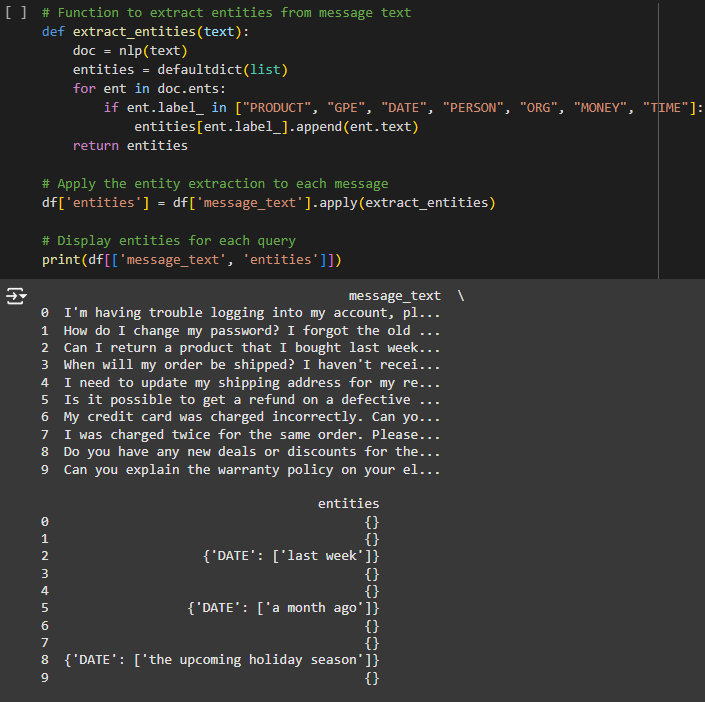 [ ] # Function to extract entities from message text
def extract_entities(text):
    doc = nlp(text)
    entities = defaultdict(list)
    for ent in doc.ents:
        if ent.label_ in ["PRODUCT", "GPE", "DATE", "PERSON", "ORG", "MONEY", "TIME"]:
            entities[ent.label_].append(ent.text)
    return entities

# Apply the entity extraction to each message
df['entities'] = df['message_text'].apply(extract_entities)

# Display entities for each query
print(df[['message_text', 'entities']])

                                     message_text  \
0  I'm having trouble logging into my account, pl...
1  How do I change my password? I forgot the old ...
2  Can I return a product that I bought last week...
3  When will my order be shipped? I haven't recei...
4  I need to update my shipping address for my re...
5  Is it possible to get a refund on a defective ...
6  My credit card was charged incorrectly. Can yo...
7  I was charged twice for the same order. Please...
8  Do you have any new deals or discounts for the...
9  Can you explain the warranty policy on your el...

                                 entities
0                                      {}
1                                      {}
2                 {'DATE': ['last week']}
3                                      {}
4                                      {}
5               {'DATE': ['a month ago']}
6                                      {}
7                                      {}
8  {'DATE': ['the upcoming holiday season']}
9                                      {}